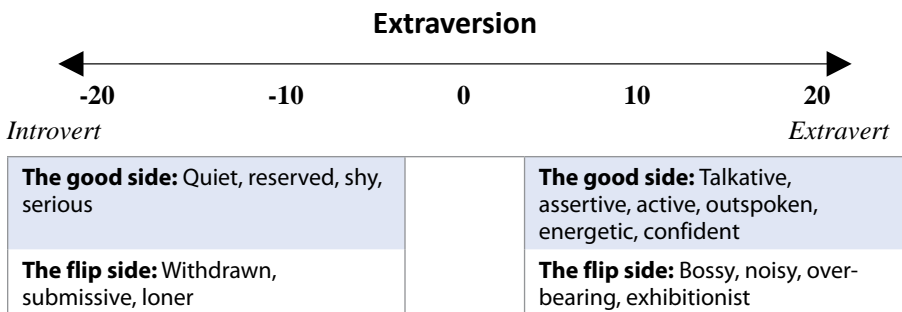 Extraversion
-20 -10 0 10 20
Introvert Extravert
The good side: Quiet, reserved, shy,
serious
The flip side: Withdrawn,
submissive, loner
The good side: Talkative,
assertive, active, outspoken,
energetic, confident
The flip side: Bossy, noisy, over-
bearing, exhibitionist